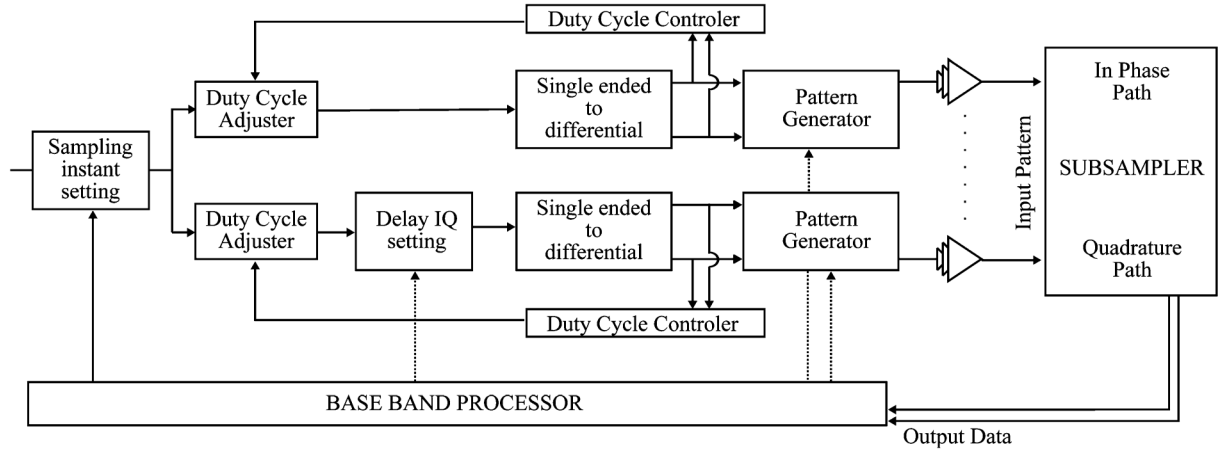 Duty Cycle Controler
Duty Cycle
Adjuster
Single ended
to
differential
Pattern
Generator
In Phase
Path
Sampling
instant
setting
Input Pattern
SUBSAMPLER
Duty Cycle
Adjuster
Delay IQ
setting
Single ended
to
differential
Pattern
Generator
Quadrature
Path
Duty Cycle Controler
BASE BAND PROCESSOR
Output Data